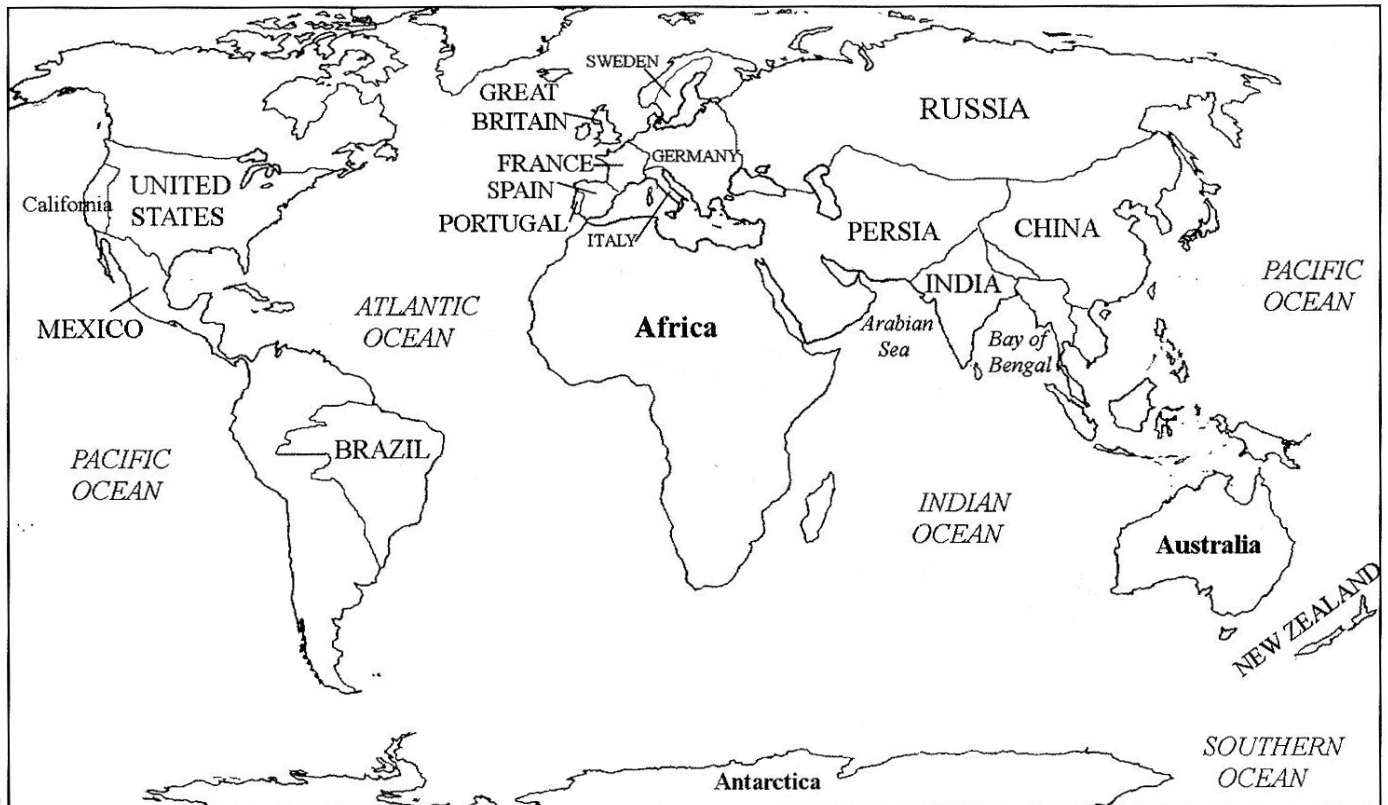 SWEDEN
GREAT
BRITAIN
RUSSIA
FRANCE
GERMANY
SPAIN
UNITED
STATES
California
PORTUGAL
ITALY
PERSIA
CHINA
INDIA
PACIFIC
OCEAN
ATLANTIC
OCEAN
MEXICO
Africa
Arabian
Sea
Bay of
Bengal
BRAZIL
PACIFIC
OCEAN
INDIAN
OCEAN
Australia
NEW ZEALAND
SOUTHERN
OCEAN
Antarctica